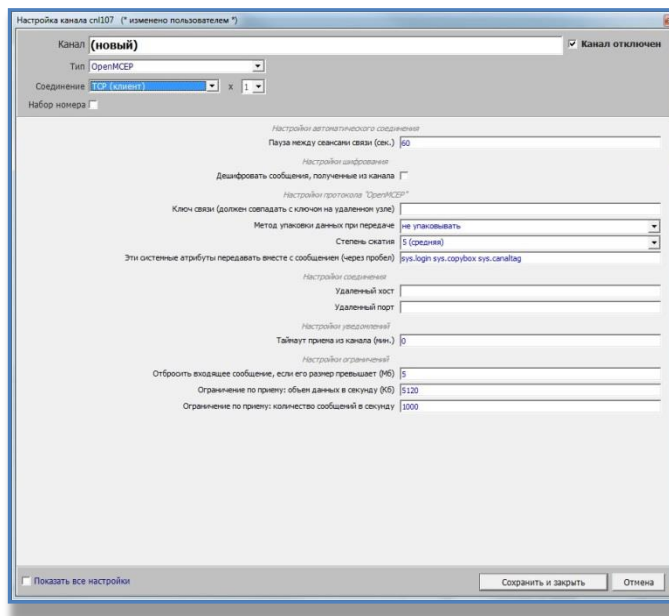 Настройка канала cnl107 (* изменено пользователем *)
Канал (новый) Канал отключен
Тип OpenMCEP
Соединение TCP (клиент) x 1
Набор номера
Настройки автоматического соединения
Пауза между сеансами связи (сек.) 60
Настройки шифрования
Дешифровать сообщения, полученные из канала
Настройки протокола "OpenMCEP"
Ключ связи (должен совпадать с ключом на удаленном узле)
Метод упаковки данных при передаче не упаковывать
Степень сжатия 5 (средняя)
Эти системные атрибуты передавать вместе с сообщением (через пробел) sys.login sys.copybox sys.canaltag
Настройки соединения
Удаленный хост
Удаленный порт
Настройки уведомлений
Таймаут приема из канала (мин.) 0
Настройки ограничений
Отбросить входящее сообщение, если его размер превышает (Мб) 5
Ограничение по приему: объем данных в секунду (Кб) 5120
Ограничение по приему: количество сообщений в секунду 1000
Показать все настройки Сохранить и закрыть Отмена